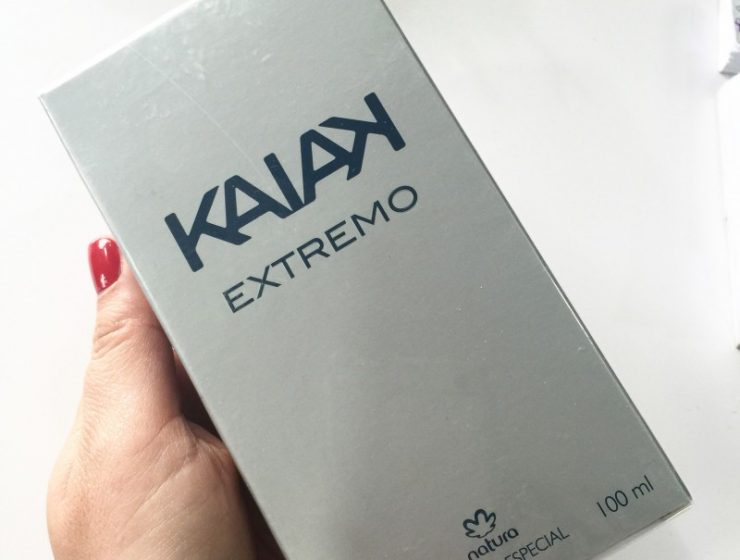 KAIAK
EXTREMO
natura
ESPECIAL
100 ml